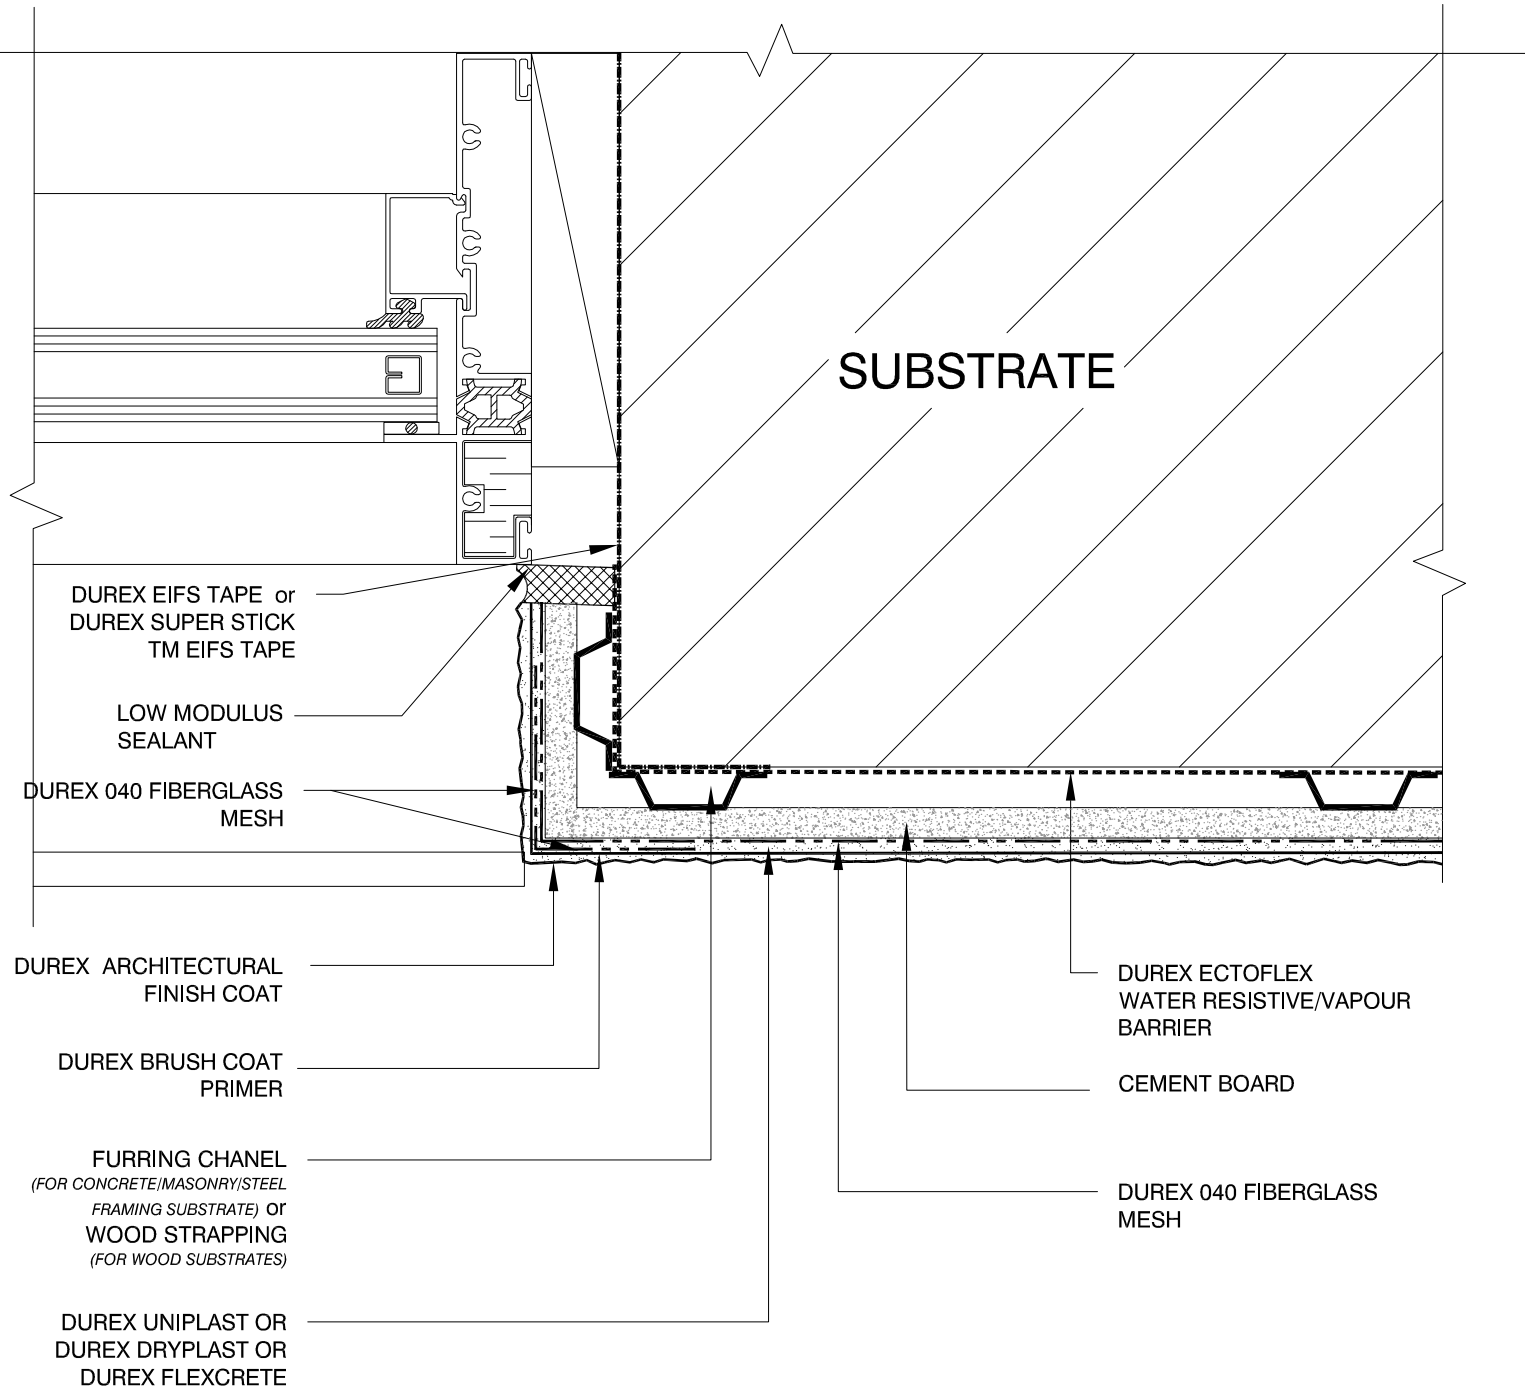 SUBSTRATE
DUREX EIFS TAPE or
DUREX SUPER STICK
TM EIFS TAPE
LOW MODULUS
SEALANT
DUREX 040 FIBERGLASS
MESH
DUREX ARCHITECTURAL
FINISH COAT
DUREX BRUSH COAT
PRIMER
FURRING CHANEL
(FOR CONCRETE/MASONRY/STEEL
FRAMING SUBSTRATE) or
WOOD STRAPPING
(FOR WOOD SUBSTRATES)
DUREX UNIPLAST OR
DUREX DRYPLAST OR
DUREX FLEXCRETE
DUREX ECTOFLEX
WATER RESISTIVE/VAPOUR
BARRIER
CEMENT BOARD
DUREX 040 FIBERGLASS
MESH